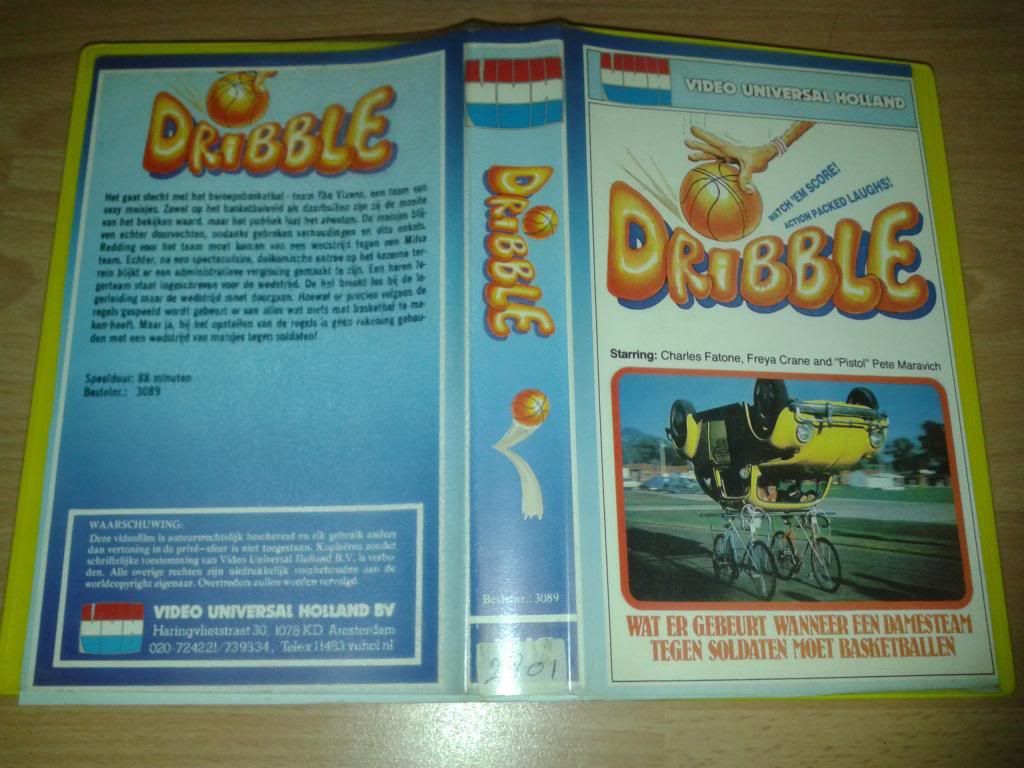 DRIBBLE
Het gaat slecht met het beroepsbasketbal - team The Vixens, een team van
sexy meisjes. Zowel op het basketbalveld als daarbuiten zijn zij de moeite
van het bekijken waard, maar het publiek laat het afweten. De meisjes blij-
ven echter doorvechten, ondanks gebroken verhoudingen en dito enkels.
Redding voor het team moet komen van een wedstrijd tegen een Milva
team. Echter, na een spectaculaire, dolkomische entree op het kazerne ter-
rein blijkt er een administratieve vergissing gemaakt te zijn. Een heren le-
gerteam staat ingeschreven voor de wedstrijd. De hel breekt los bij de le-
gerleiding maar de wedstrijd moet doorgaan. Hoewel er precies volgens de
regels gespeeld wordt gebeurt er van alles wat niets met basketbal te ma-
ken heeft. Maar ja, bij het opstellen van de regels is geen rekening gehou-
den met een wedstrijd van meisjes tegen soldaten!
Speelduur: 88 minuten
Bestelnr.: 3089
WAARSCHUWING:
Deze videofilm is auteursrechtelijk beschermd en elk gebruik anders
dan vertoning in de privé-sfeer is niet toegestaan. Kopieëren zonder
schriftelijke toestemming van Video Universal Holland B.V. is verbo-
den. Alle overige rechten zijn uitdrukkelijk voorbehouden aan de
worldcopyright eigenaar. Overtreders zullen worden vervolgd.
VIDEO UNIVERSAL HOLLAND BV
Haringvlietstraat 30, 1078 KD Amsterdam
020-724221/739334, Telex 11483 vuhol nl
DRIBBLE
Bestelnr.: 3089
VIDEO UNIVERSAL HOLLAND
WATCH 'EM SCORE!
ACTION PACKED LAUGHS!
DRIBBLE
Starring: Charles Fatone, Freya Crane and "Pistol" Pete Maravich
WAT ER GEBEURT WANNEER EEN DAMESTEAM
TEGEN SOLDATEN MOET BASKETBALLEN